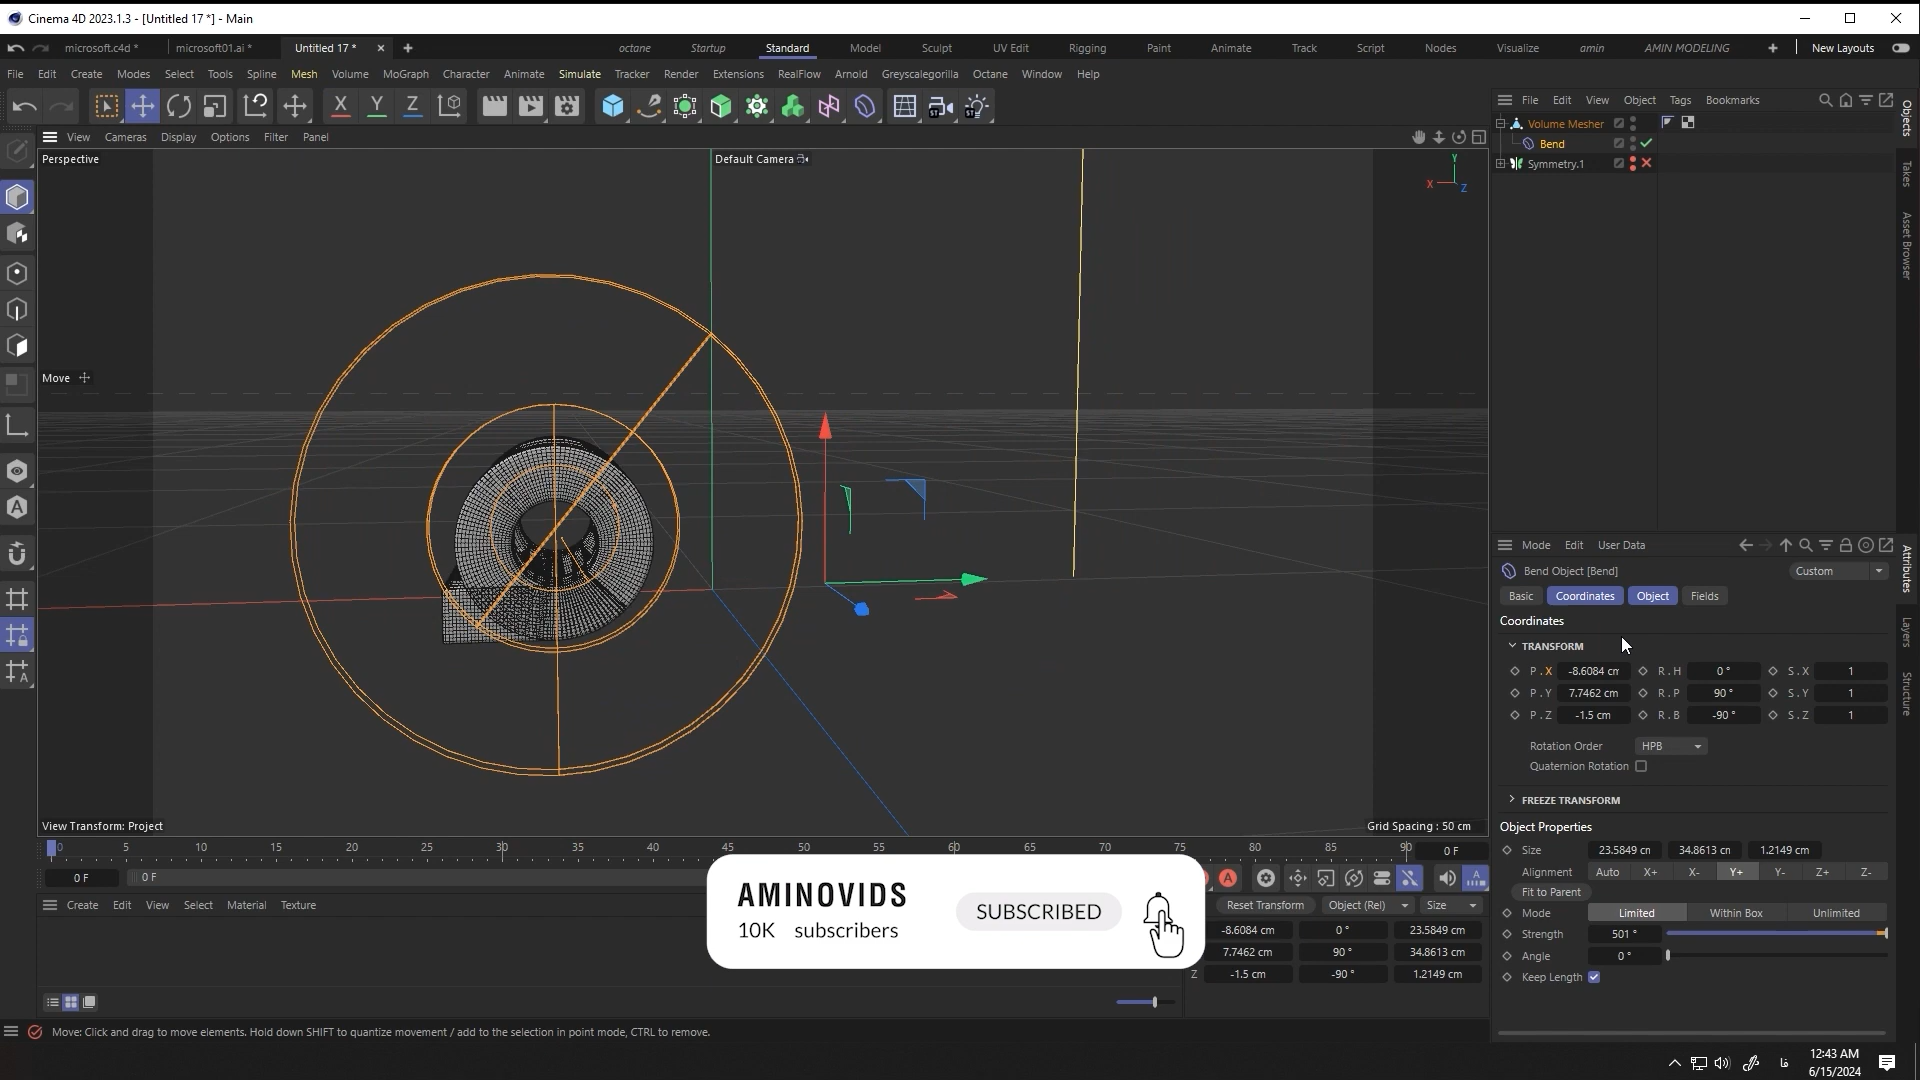 Cinema 4D 2023.1.3 - [Untitled 17 *] - Main
microsoft.c4d * microsoft01.ai * Untitled 17 *
octane Startup Standard Model Sculpt UV Edit Rigging Paint Animate Track Script Nodes Visualize amin AMIN MODELING New Layouts
File Edit Create Modes Select Tools Spline Mesh Volume MoGraph Character Animate Simulate Tracker Render Extensions RealFlow Arnold Greyscalegorilla Octane Window Help
X Y Z
File Edit View Object Tags Bookmarks
Objects
Takes
Asset Browser
Volume Mesher
Bend
Symmetry.1
View Cameras Display Options Filter Panel
Perspective
Default Camera
Y
X
Z
Move
View Transform: Project
Grid Spacing : 50 cm
Mode Edit User Data
Attributes
Layers
Structure
Bend Object [Bend]
Custom
Basic Coordinates Object Fields
Coordinates
TRANSFORM
P . X -8.6084 cm R . H 0 ° S . X 1
P . Y 7.7462 cm R . P 90 ° S . Y 1
P . Z -1.5 cm R . B -90 ° S . Z 1
Rotation Order HPB
Quaternion Rotation
FREEZE TRANSFORM
Object Properties
Size 23.5849 cm 34.8613 cm 1.2149 cm
Alignment Auto X+ X- Y+ Y- Z+ Z-
Fit to Parent
Mode Limited Within Box Unlimited
Strength 501 °
Angle 0 °
Keep Length
0 5 10 15 20 25 30 35 40 45 50 55 60 65 70 75 80 85 90 0 F
0 F 0 F
A
Create Edit View Select Material Texture
Reset Transform Object (Rel) Size
-8.6084 cm 0 ° 23.5849 cm
7.7462 cm 90 ° 34.8613 cm
Z -1.5 cm -90 ° 1.2149 cm
AMINOVIDS
10K subscribers
SUBSCRIBED
Move: Click and drag to move elements. Hold down SHIFT to quantize movement / add to the selection in point mode, CTRL to remove.
فا
12:43 AM
6/15/2024